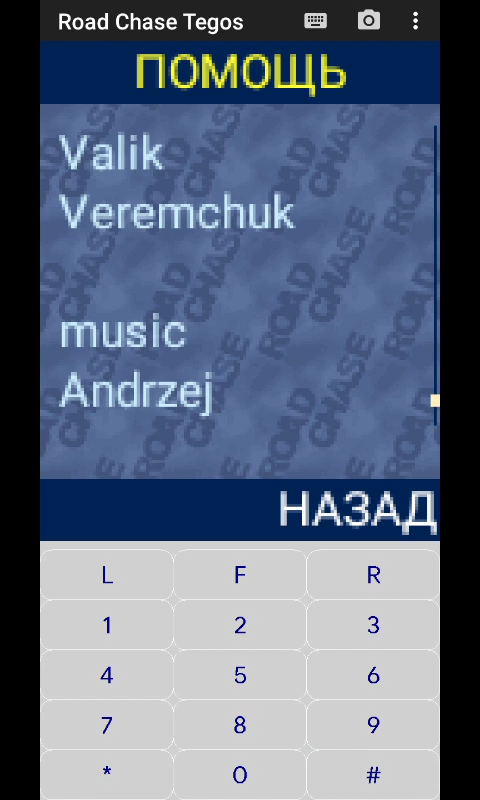 Road Chase Tegos
ПОМОЩЬ
Valik
Veremchuk
music
Andrzej
НАЗАД
L F R
1 2 3
4 5 6
7 8 9
* 0 #